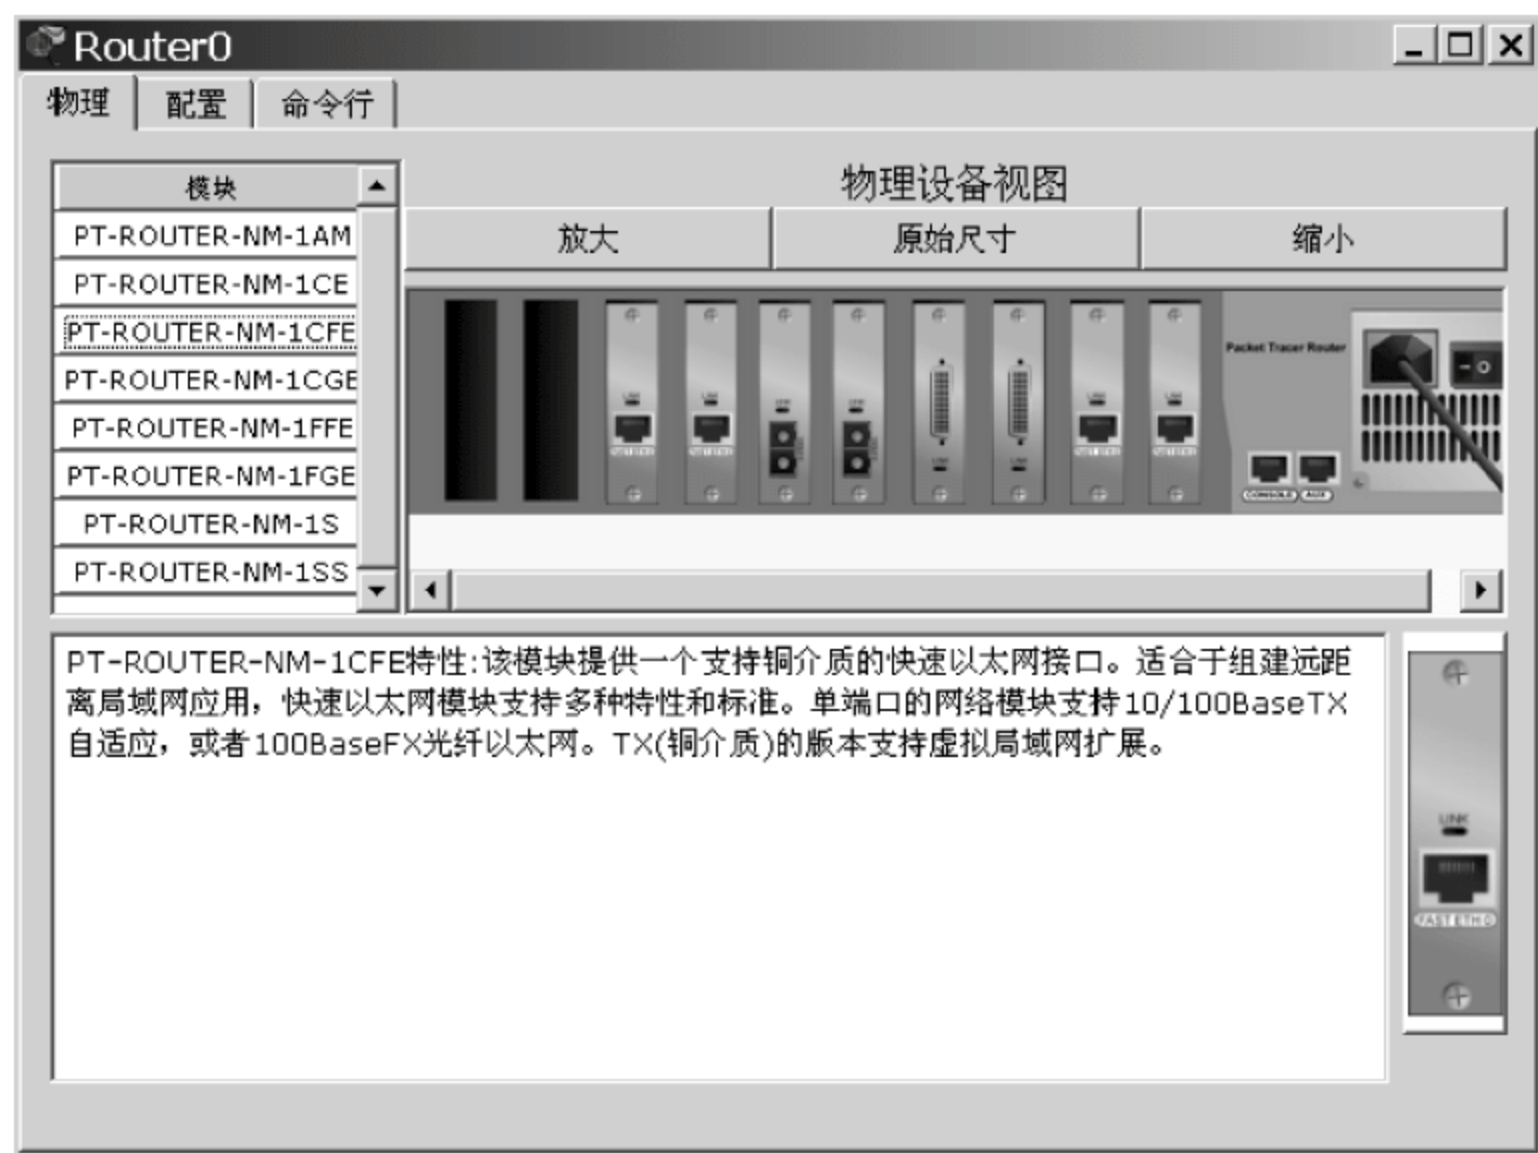 Router0
物理
配置
命令行
模块
PT-ROUTER-NM-1AM
PT-ROUTER-NM-1CE
PT-ROUTER-NM-1CFE
PT-ROUTER-NM-1CGE
PT-ROUTER-NM-1FFE
PT-ROUTER-NM-1FGE
PT-ROUTER-NM-1S
PT-ROUTER-NM-1SS
物理设备视图
放大
原始尺寸
缩小
Packet Tracer Router
CONSOLE
AUX
PT-ROUTER-NM-1CFE特性:该模块提供一个支持铜介质的快速以太网接口。适合于组建远距
离局域网应用，快速以太网模块支持多种特性和标准。单端口的网络模块支持10/100BaseTX
自适应，或者100BaseFX光纤以太网。TX(铜介质)的版本支持虚拟局域网扩展。
LINK